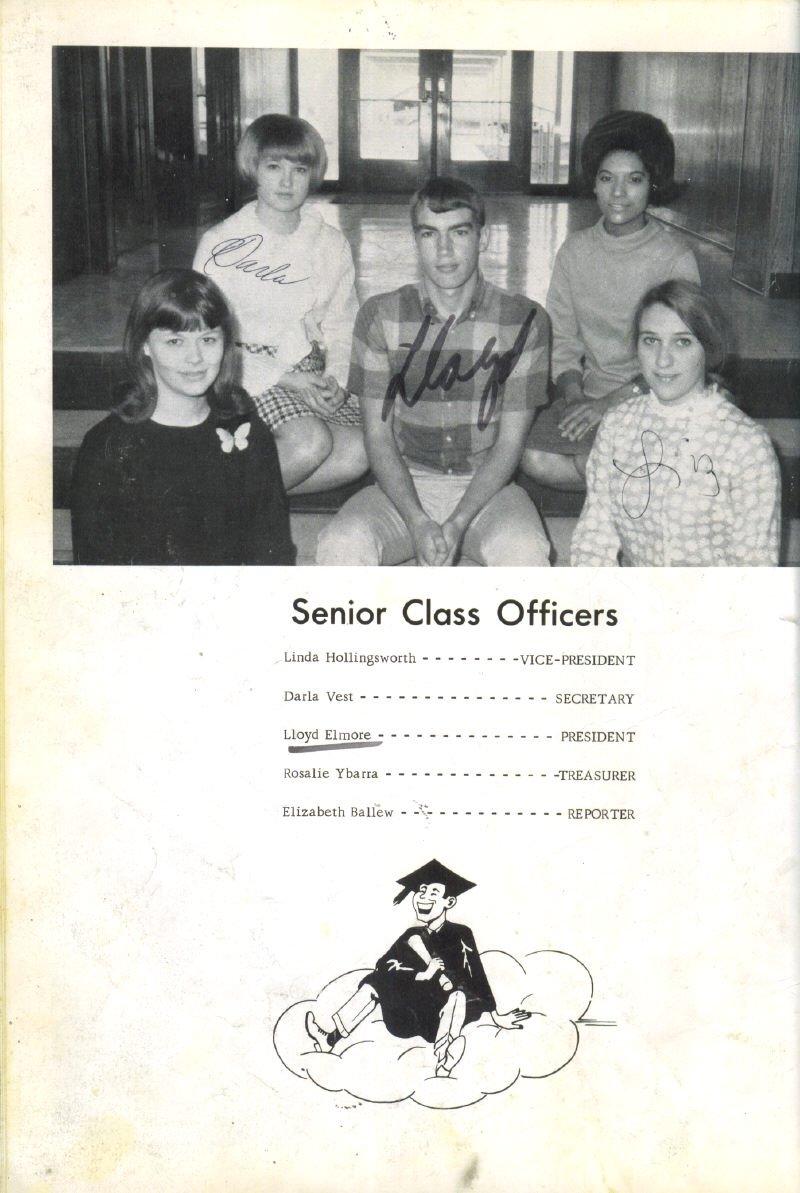 Darla
Lloyd
Liz
Senior Class Officers
Linda Hollingsworth - - - - - - - -VICE-PRESIDENT
Darla Vest - - - - - - - - - - - - - - - SECRETARY
Lloyd Elmore - - - - - - - - - - - - - - PRESIDENT
Rosalie Ybarra - - - - - - - - - - - - - -TREASURER
Elizabeth Ballew - - - - - - - - - - - - - REPORTER